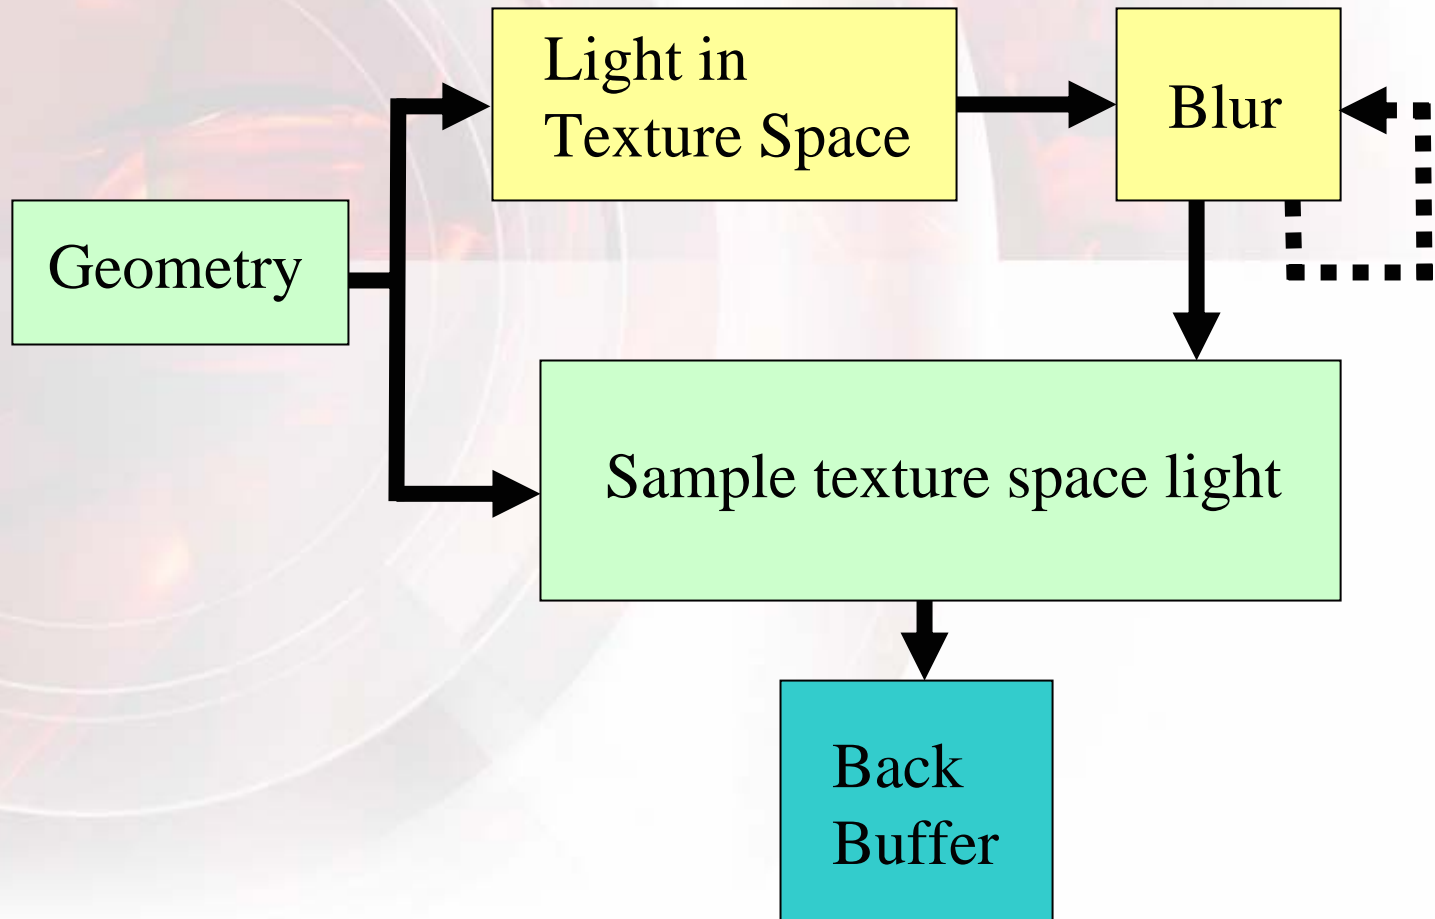 Light in
Texture Space
Blur
Geometry
Sample texture space light
Back
Buffer